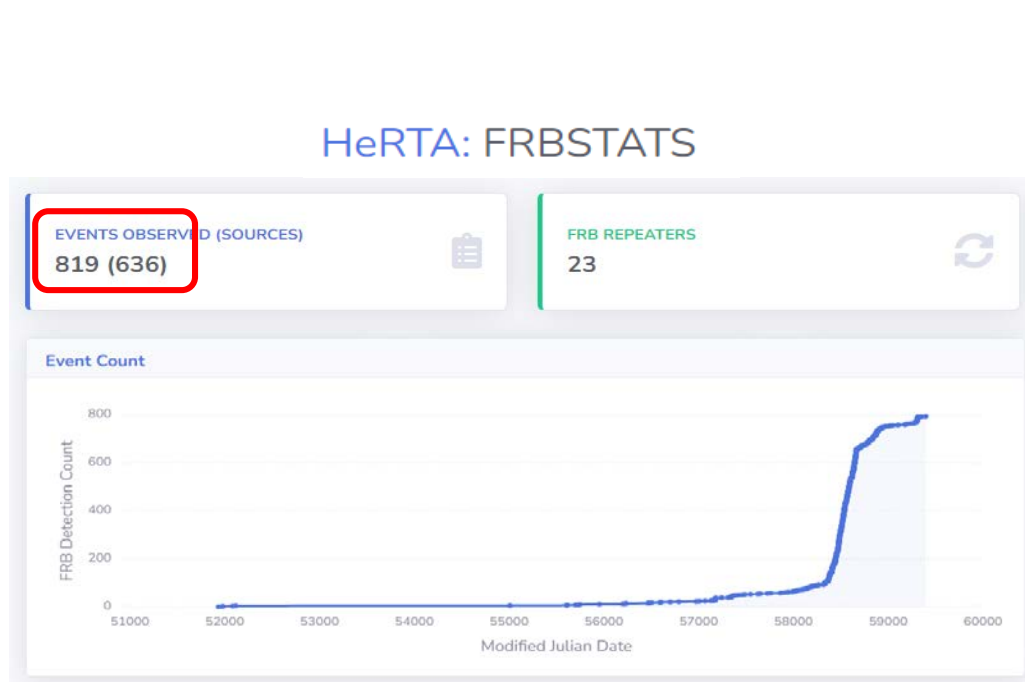 HeRTA: FRBSTATS
EVENTS OBSERVED (SOURCES)
819 (636)
FRB REPEATERS
23
Event Count
800
600
400
200
0
FRB Detection Count
51000 52000 53000 54000 55000 56000 57000 58000 59000 60000
Modified Julian Date